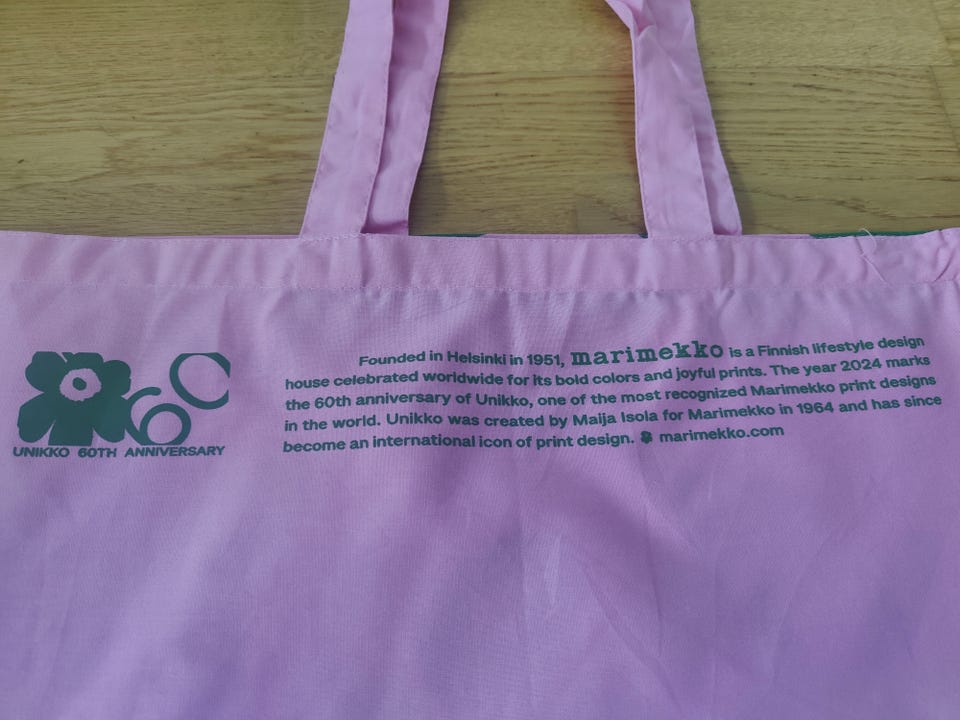 60
UNIKKO 60TH ANNIVERSARY
Founded in Helsinki in 1951, marimekko is a Finnish lifestyle design
house celebrated worldwide for its bold colors and joyful prints. The year 2024 marks
the 60th anniversary of Unikko, one of the most recognized Marimekko print designs
in the world. Unikko was created by Maija Isola for Marimekko in 1964 and has since
become an international icon of print design. marimekko.com